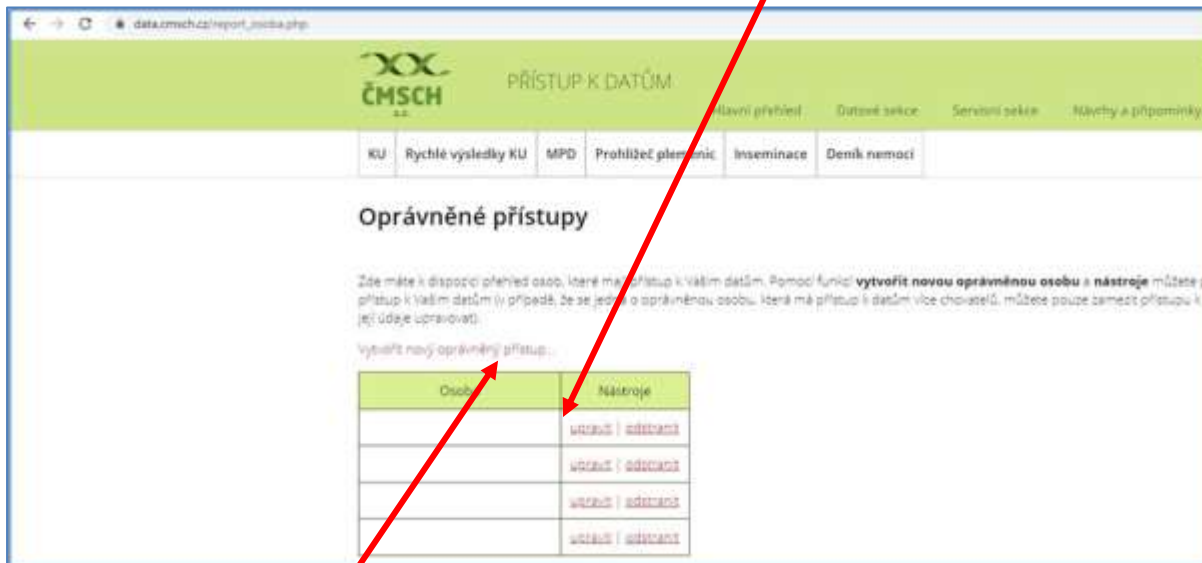 data.cmsch.cz/report_osoba.php
ČMSCH
a.s.
PŘÍSTUP K DATŮM
Hlavní přehled Datové sekce Servisní sekce Návrhy a připomínky
KU Rychlé výsledky KU MPD Prohlížeč plemenic Inseminace Deník nemocí
Oprávněné přístupy
Zde máte k dispozici přehled osob, které mají přístup k Vašim datům. Pomocí funkcí vytvořit novou oprávněnou osobu a nástroje můžete
přístup k Vašim datům (v případě, že se jedná o oprávněnou osobu, která má přístup k datům více chovatelů, můžete pouze zamezit přístupu k
její údaje upravovat).
Vytvořit nový oprávněný přístup...
Osoba Nástroje
upravit | odstranit
upravit | odstranit
upravit | odstranit
upravit | odstranit